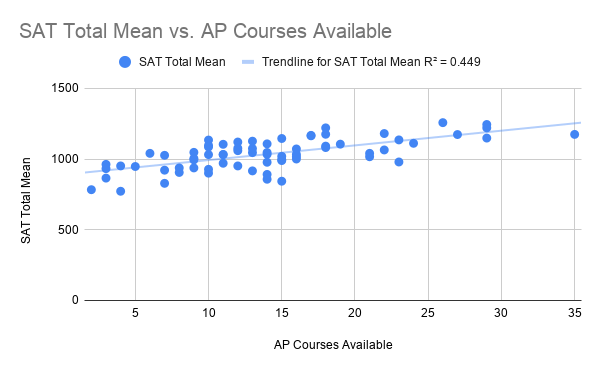 SAT Total Mean vs. AP Courses Available
SAT Total Mean Trendline for SAT Total Mean R² = 0.449
1500
1000
500
0
SAT Total Mean
5 10 15 20 25 30 35
AP Courses Available